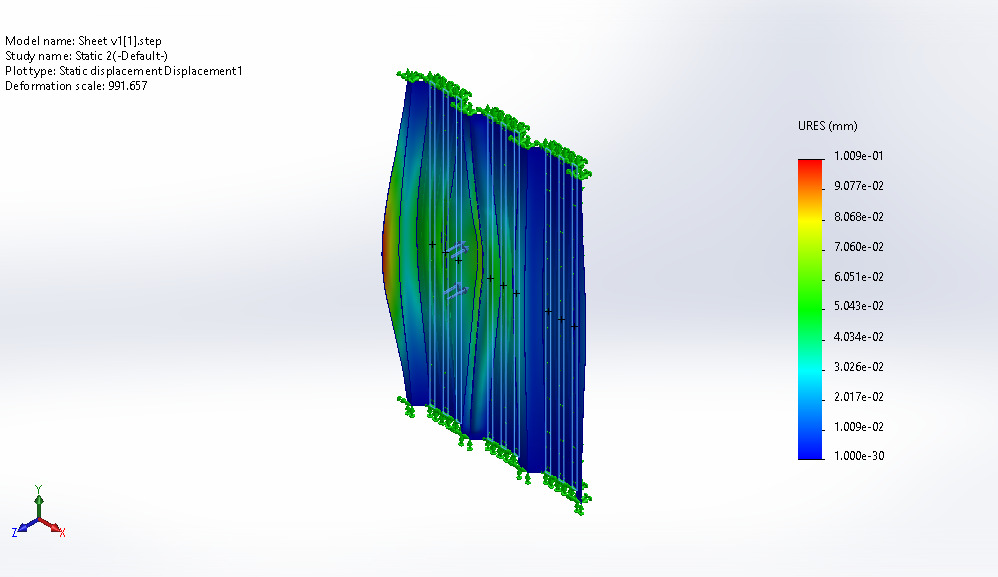 Model name: Sheet v1[1].step
Study name: Static 2(-Default-)
Plot type: Static displacement Displacement1
Deformation scale: 991.657
URES (mm)
1.009e-01
9.077e-02
8.068e-02
7.060e-02
6.051e-02
5.043e-02
4.034e-02
3.026e-02
2.017e-02
1.009e-02
1.000e-30
Y
Z
X